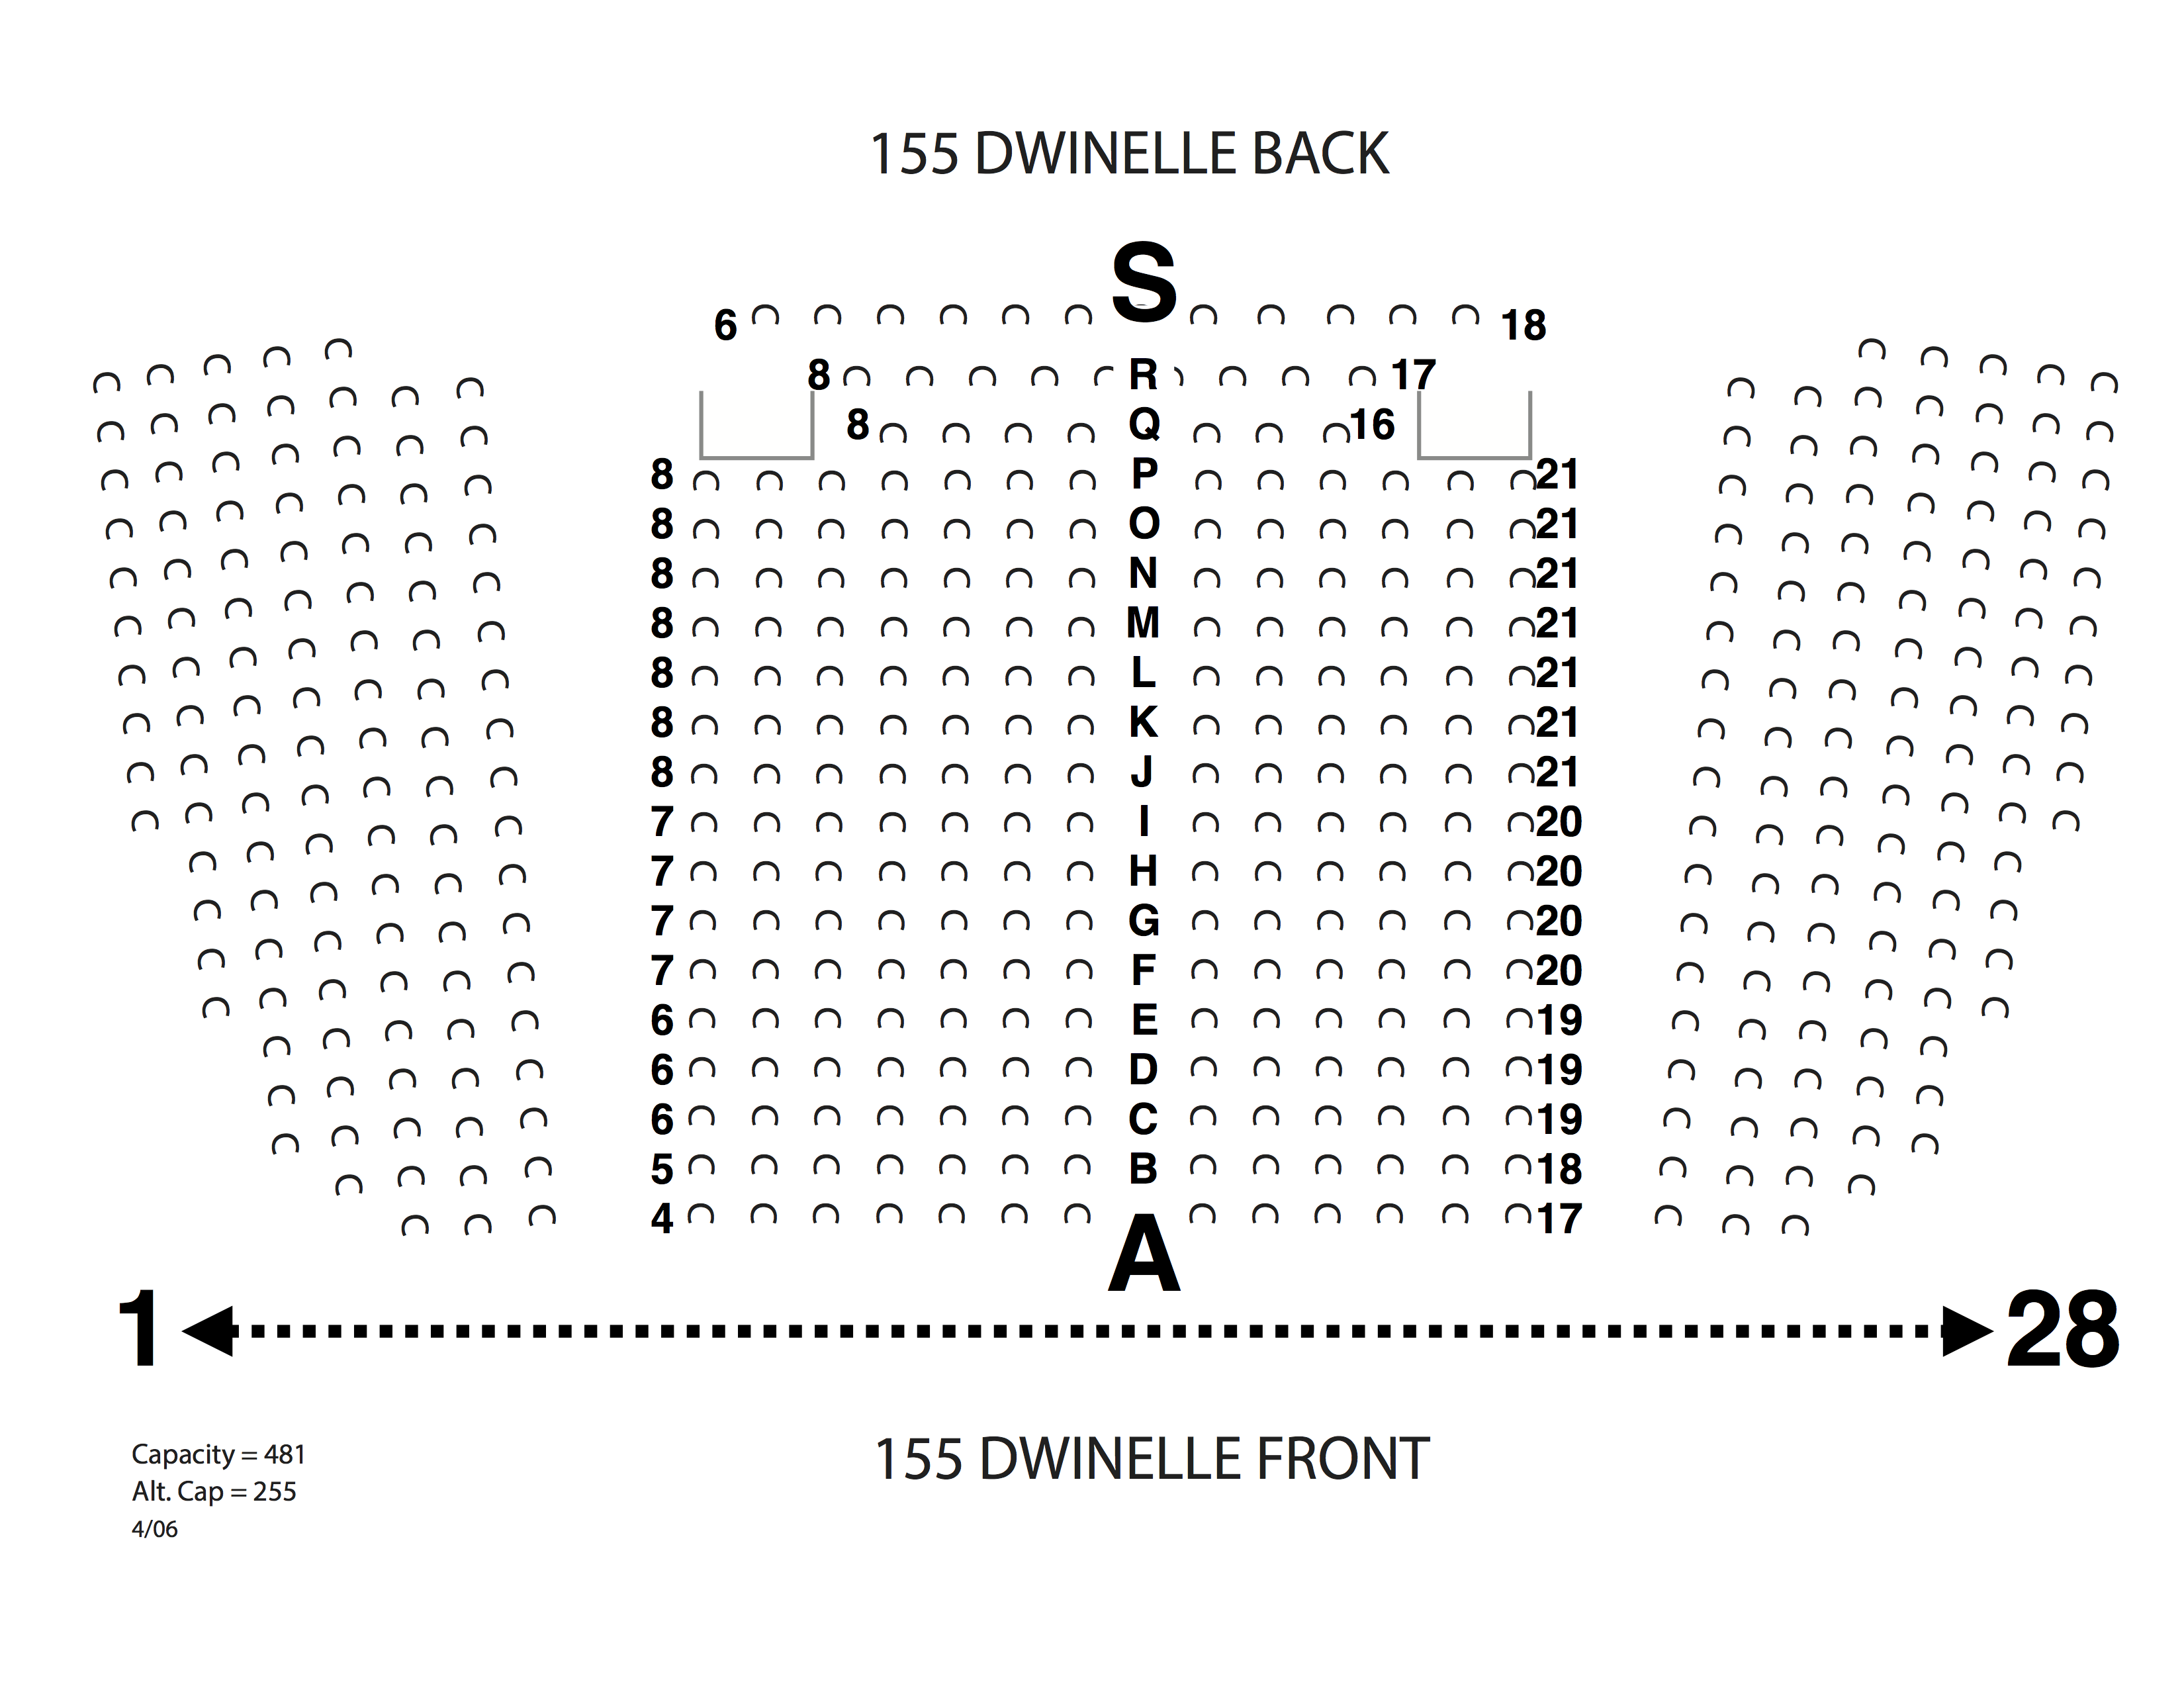 155 DWINELLE BACK
S
6 18
8 R 17
8 Q 16
8 P 21
8 O 21
8 N 21
8 M 21
8 L 21
8 K 21
8 J 21
7 I 20
7 H 20
7 G 20
7 F 20
6 E 19
6 D 19
6 C 19
5 B 18
4 17
A
1 28
155 DWINELLE FRONT
Capacity = 481
Alt. Cap = 255
4/06